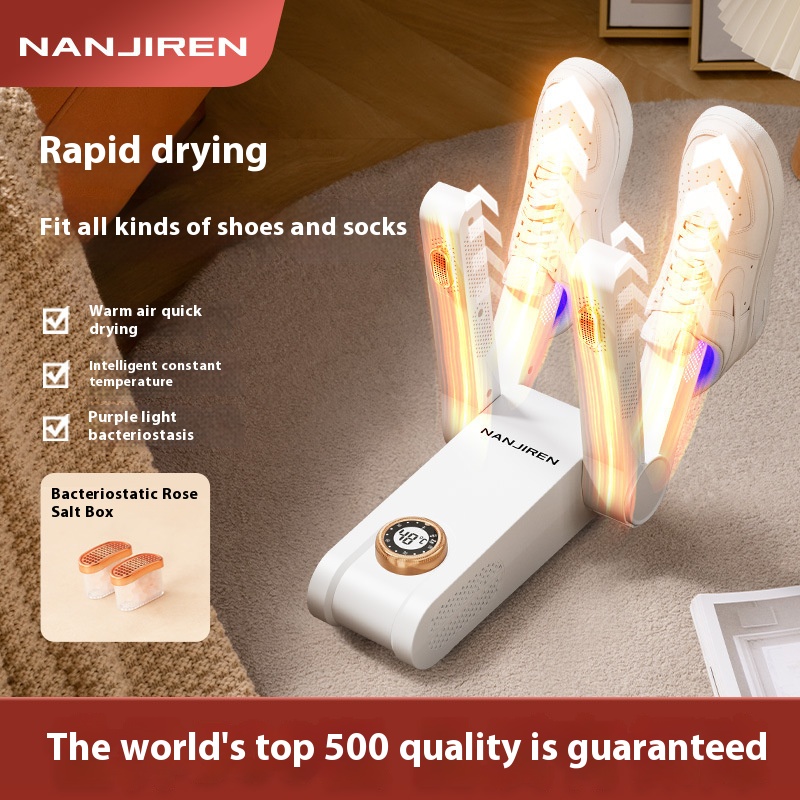 NANJIREN
Rapid drying
Fit all kinds of shoes and socks
Warm air quick
drying
Intelligent constant
temperature
Purple light
bacteriostasis
Bacteriostatic Rose
Salt Box
NANJIREN
40°C
The world's top 500 quality is guaranteed